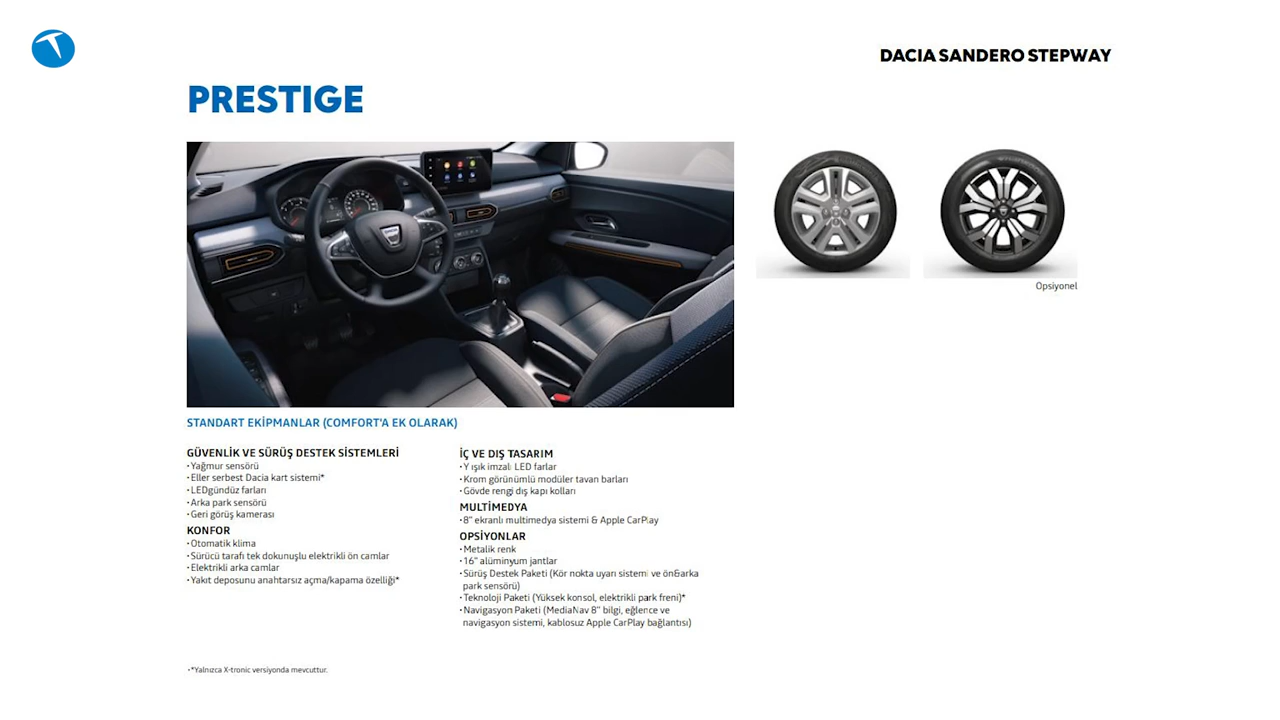 DACIA SANDERO STEPWAY
PRESTIGE
Opsiyonel
STANDART EKİPMANLAR (COMFORT'A EK OLARAK)
GÜVENLİK VE SÜRÜŞ DESTEK SİSTEMLERİ
•Yağmur sensörü
•Eller serbest Dacia kart sistemi*
•LEDgündüz farları
•Arka park sensörü
•Geri görüş kamerası
KONFOR
•Otomatik klima
•Sürücü tarafı tek dokunuşlu elektrikli ön camlar
•Elektrikli arka camlar
•Yakıt deposunu anahtarsız açma/kapama özelliği*
İÇ VE DIŞ TASARIM
•Y ışık imzalı LED farlar
•Krom görünümlü modüler tavan barları
•Gövde rengi dış kapı kolları
MULTİMEDYA
•8" ekranlı multimedya sistemi & Apple CarPlay
OPSİYONLAR
•Metalik renk
•16" alüminyum jantlar
•Sürüş Destek Paketi (Kör nokta uyarı sistemi ve ön&arka
park sensörü)
•Teknoloji Paketi (Yüksek konsol, elektrikli park freni)*
•Navigasyon Paketi (MediaNav 8" bilgi, eğlence ve
navigasyon sistemi, kablosuz Apple CarPlay bağlantısı)
•*Yalnızca X-tronic versiyonda mevcuttur.